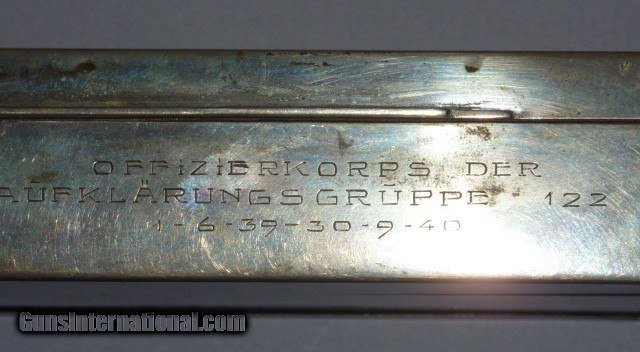 OFFIZIERKORPS DER
AUFKLÄRUNGSGRUPPE 122
1-6-39-30-9-40
GunsInternational.com